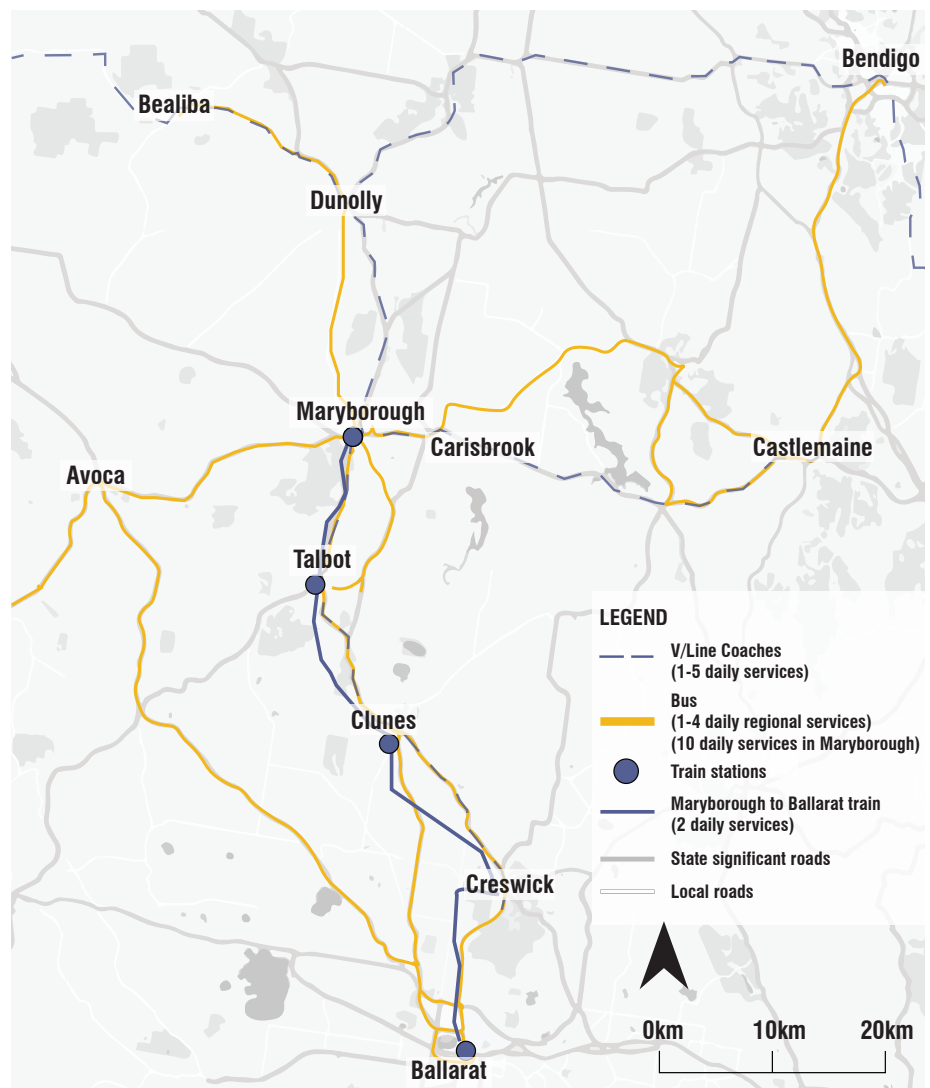 Bendigo
Bealiba
Dunolly
Maryborough
Carisbrook
Castlemaine
Avoca
Talbot
Clunes
Creswick
Ballarat
LEGEND
V/Line Coaches
(1-5 daily services)
Bus
(1-4 daily regional services)
(10 daily services in Maryborough)
Train stations
Maryborough to Ballarat train
(2 daily services)
State significant roads
Local roads
0km 10km 20km